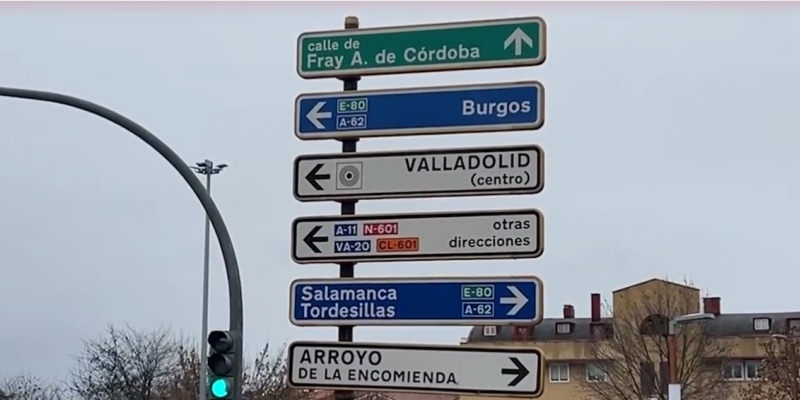 calle de
Fray A. de Córdoba
E-80
A-62
Burgos
VALLADOLID
(centro)
A-11 N-601
VA-20 CL-601
otras
direcciones
Salamanca
Tordesillas
E-80
A-62
ARROYO
DE LA ENCOMIENDA